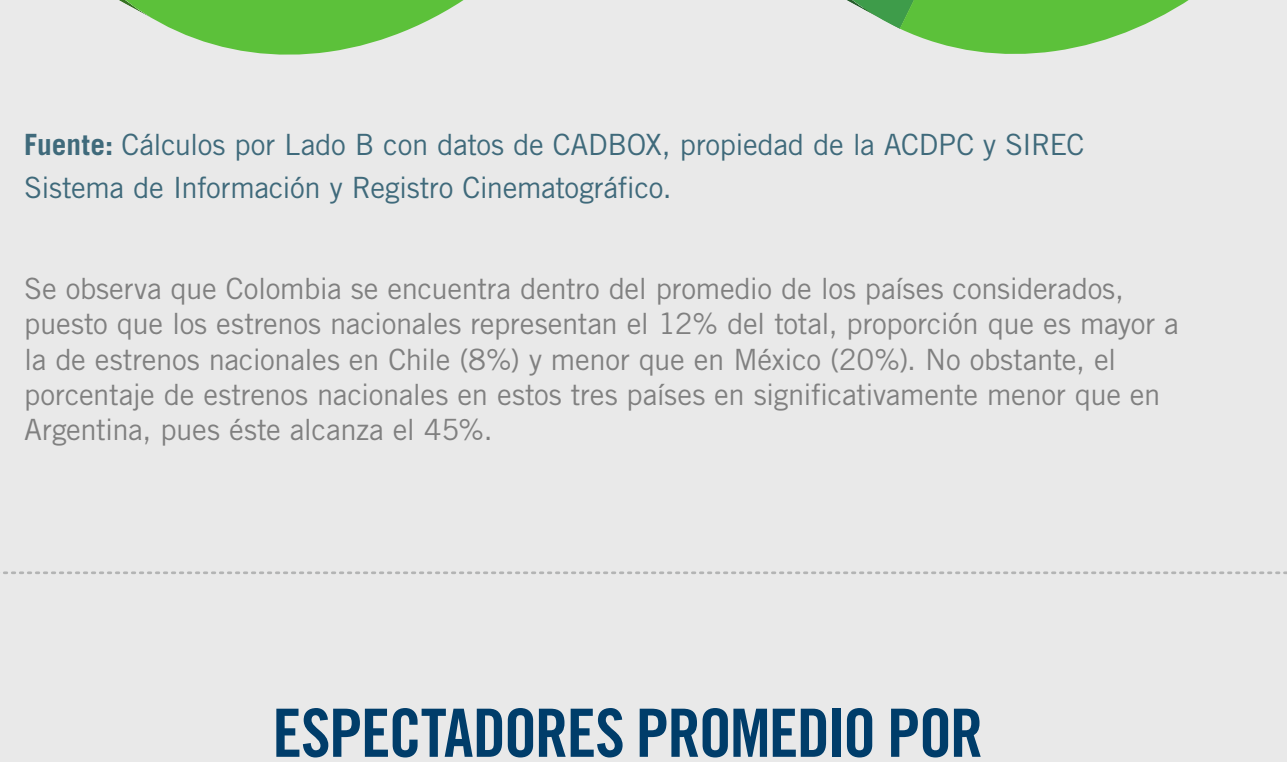 Fuente: Cálculos por Lado B con datos de CADBOX, propiedad de la ACDPC y SIREC
Sistema de Información y Registro Cinematográfico.
Se observa que Colombia se encuentra dentro del promedio de los países considerados,
puesto que los estrenos nacionales representan el 12% del total, proporción que es mayor a
la de estrenos nacionales en Chile (8%) y menor que en México (20%). No obstante, el
porcentaje de estrenos nacionales en estos tres países en significativamente menor que en
Argentina, pues éste alcanza el 45%.
ESPECTADORES PROMEDIO POR